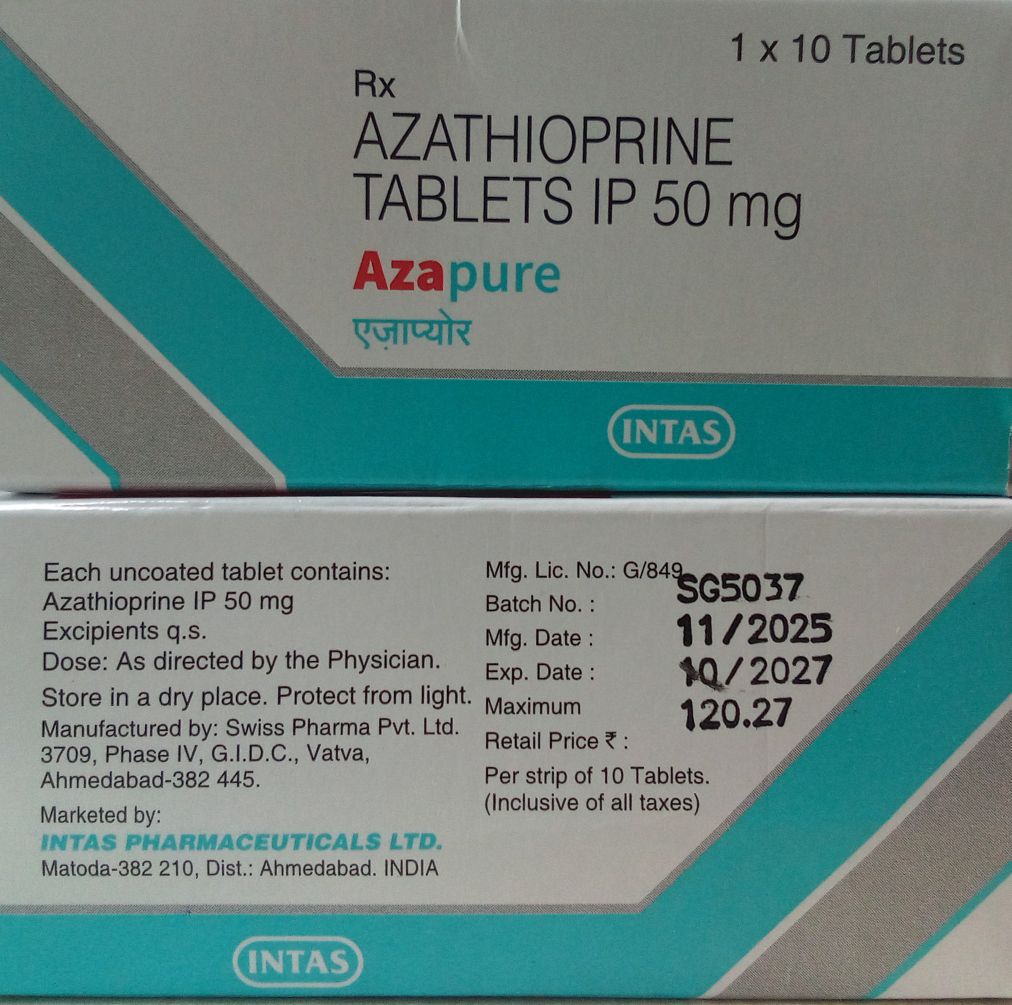 1 x 10 Tablets
Rx
AZATHIOPRINE
TABLETS IP 50 mg
Azapure
एज़ाप्योर
INTAS
Each uncoated tablet contains:
Azathioprine IP 50 mg
Excipients q.s.
Dose: As directed by the Physician.
Store in a dry place. Protect from light.
Manufactured by: Swiss Pharma Pvt. Ltd.
3709, Phase IV, G.I.D.C., Vatva,
Ahmedabad-382 445.
Marketed by:
INTAS PHARMACEUTICALS LTD.
Matoda-382 210, Dist.: Ahmedabad. INDIA
Mfg. Lic. No.: G/849
Batch No. : SG5037
Mfg. Date : 11/2025
Exp. Date : 10/2027
Maximum 120.27
Retail Price ₹ :
Per strip of 10 Tablets.
(Inclusive of all taxes)
INTAS